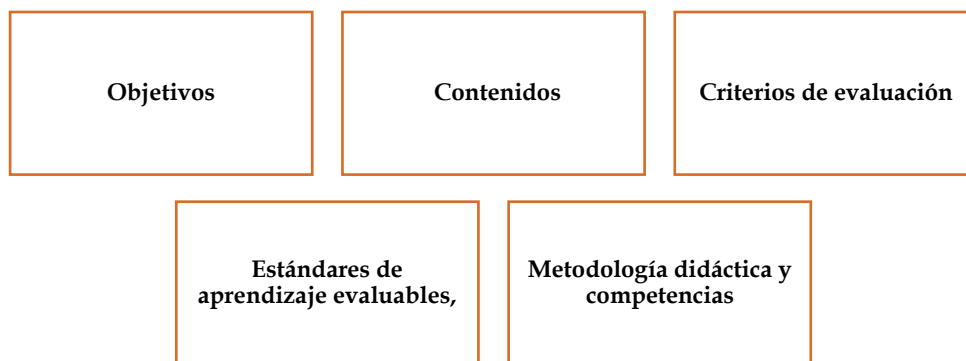 Objetivos
Contenidos
Criterios de evaluación
Estándares de
aprendizaje evaluables,
Metodología didáctica y
competencias